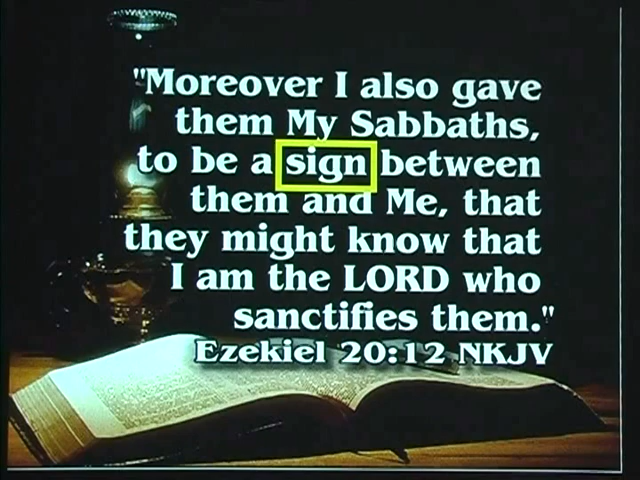 "Moreover I also gave
them My Sabbaths,
to be a sign between
them and Me, that
they might know that
I am the LORD who
sanctifies them."
Ezekiel 20:12 NKJV